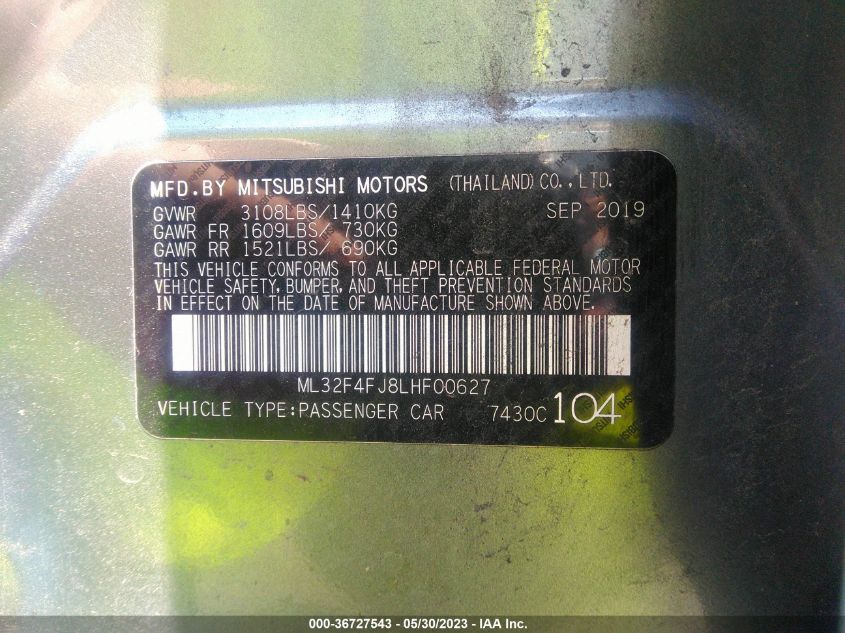 MFD.BY MITSUBISHI MOTORS (THAILAND) CO.,LTD.
GVWR 3108LBS/1410KG SEP 2019
GAWR FR 1609LBS/ 730KG
GAWR RR 1521LBS/ 690KG
THIS VEHICLE CONFORMS TO ALL APPLICABLE FEDERAL MOTOR
VEHICLE SAFETY, BUMPER, AND THEFT PREVENTION STANDARDS
IN EFFECT ON THE DATE OF MANUFACTURE SHOWN ABOVE.
ML32F4FJ8LHF00627
VEHICLE TYPE:PASSENGER CAR 7430C 104
000-36727543 - 05/30/2023 - IAA Inc.